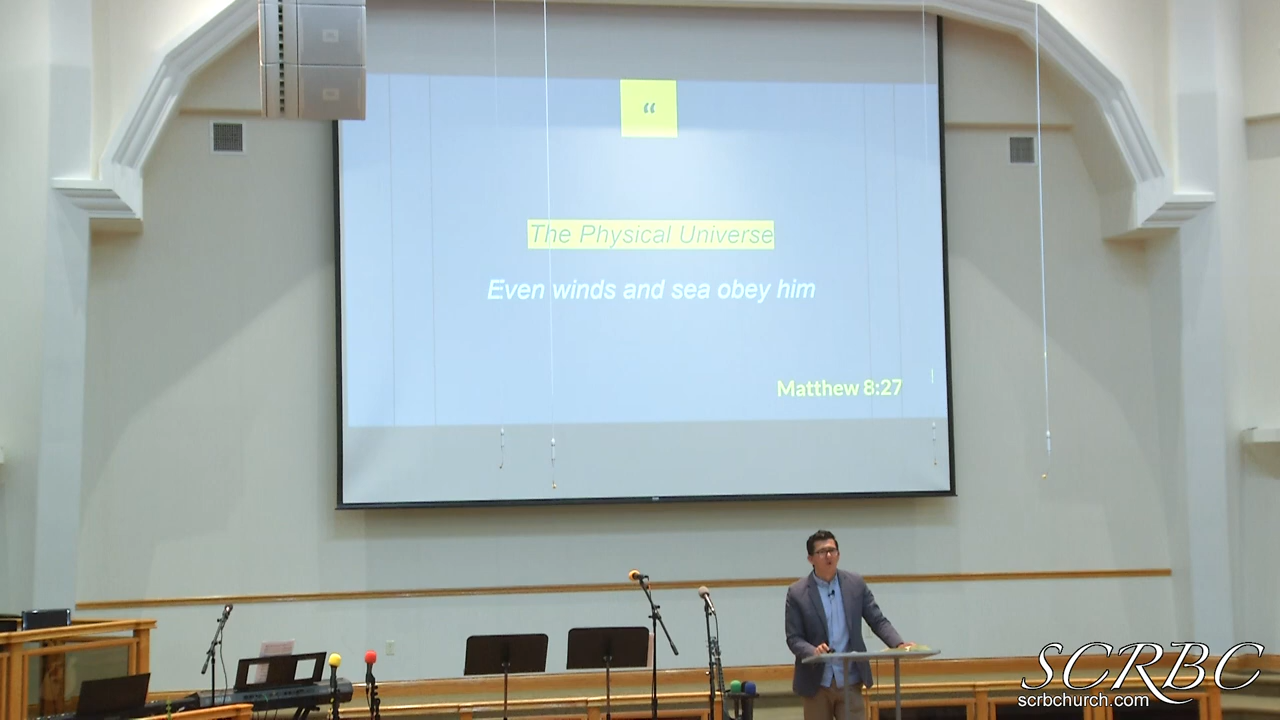 “
The Physical Universe
Even winds and sea obey him
Matthew 8:27
SCRBC
scrbchurch.com